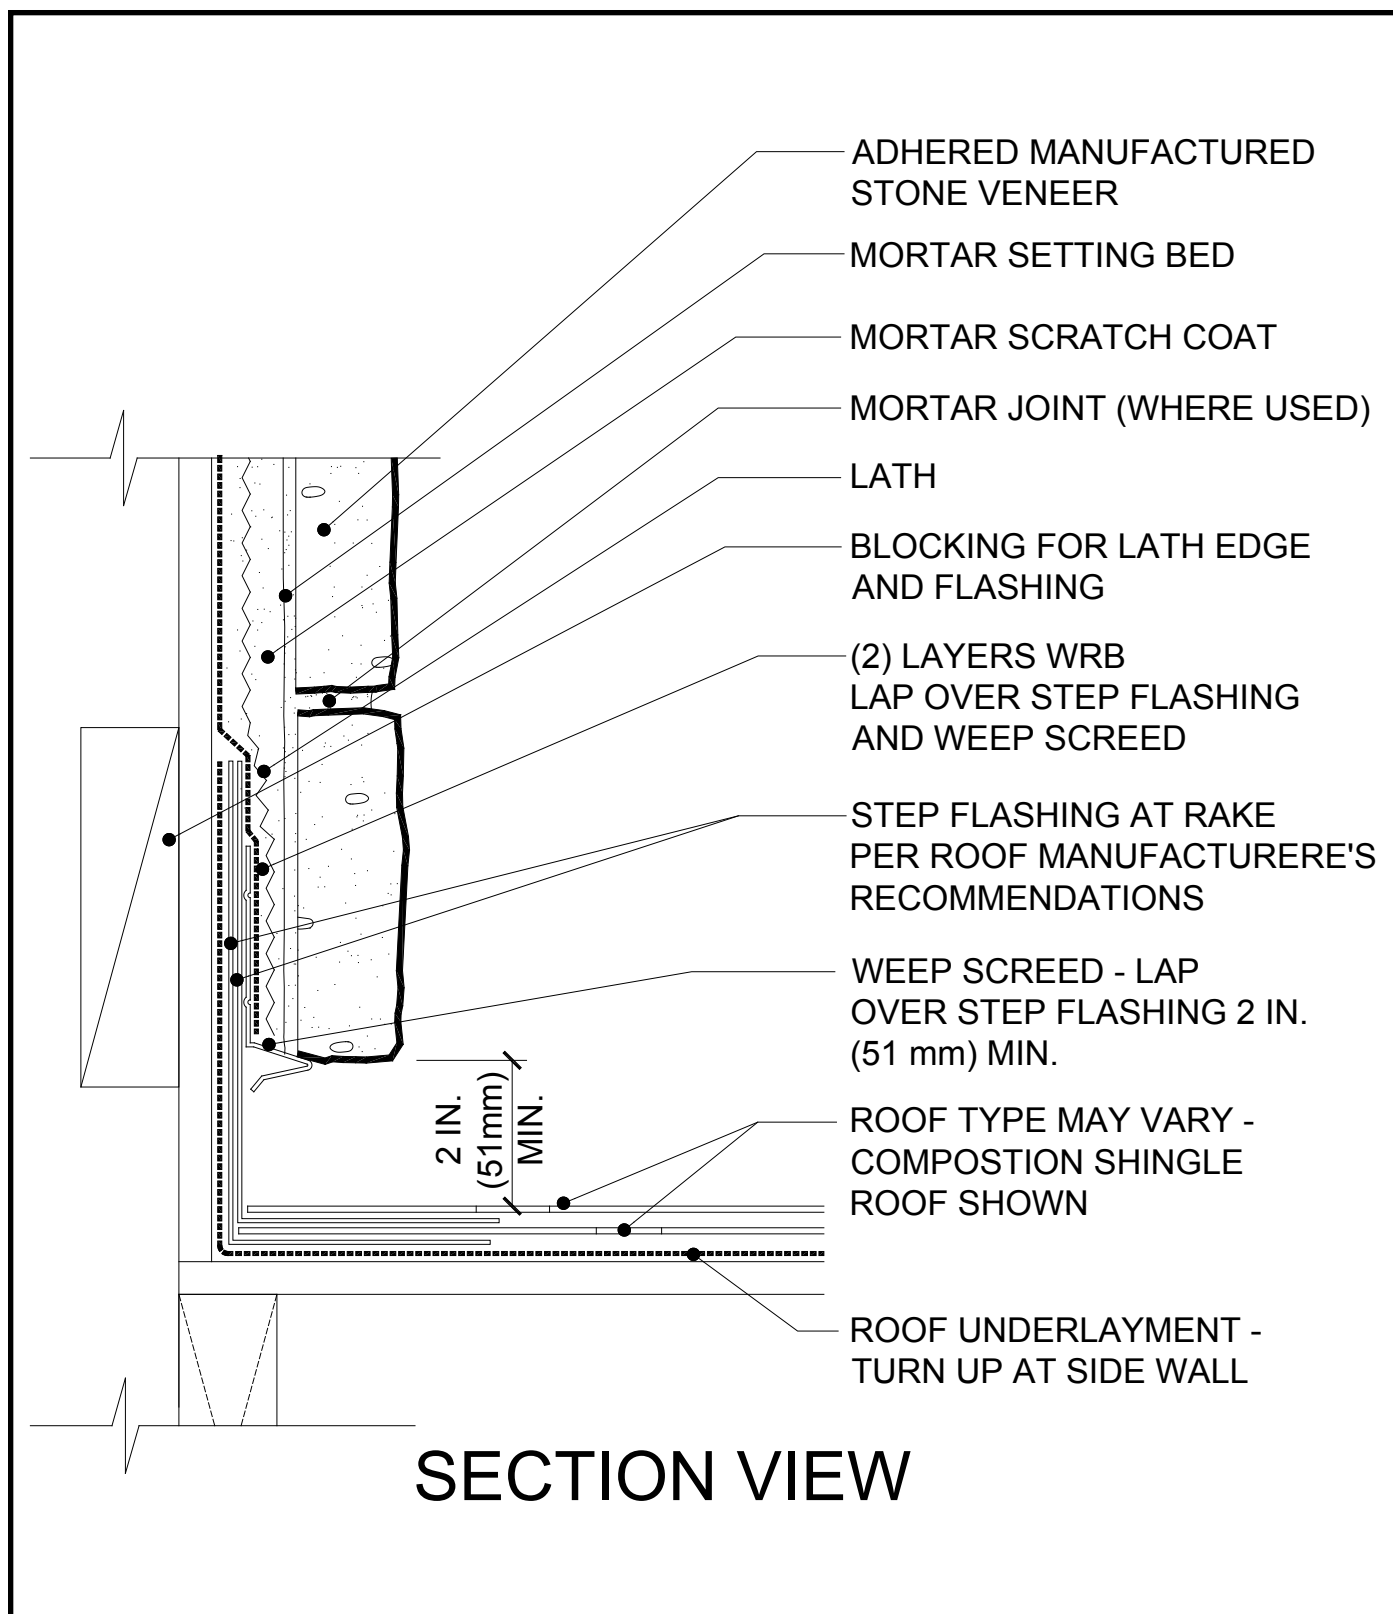 ADHERED MANUFACTURED
STONE VENEER
MORTAR SETTING BED
MORTAR SCRATCH COAT
MORTAR JOINT (WHERE USED)
LATH
BLOCKING FOR LATH EDGE
AND FLASHING
(2) LAYERS WRB
LAP OVER STEP FLASHING
AND WEEP SCREED
STEP FLASHING AT RAKE
PER ROOF MANUFACTURERE'S
RECOMMENDATIONS
WEEP SCREED - LAP
OVER STEP FLASHING 2 IN.
(51 mm) MIN.
2 IN.
(51mm)
MIN.
ROOF TYPE MAY VARY -
COMPOSTION SHINGLE
ROOF SHOWN
ROOF UNDERLAYMENT -
TURN UP AT SIDE WALL
SECTION VIEW